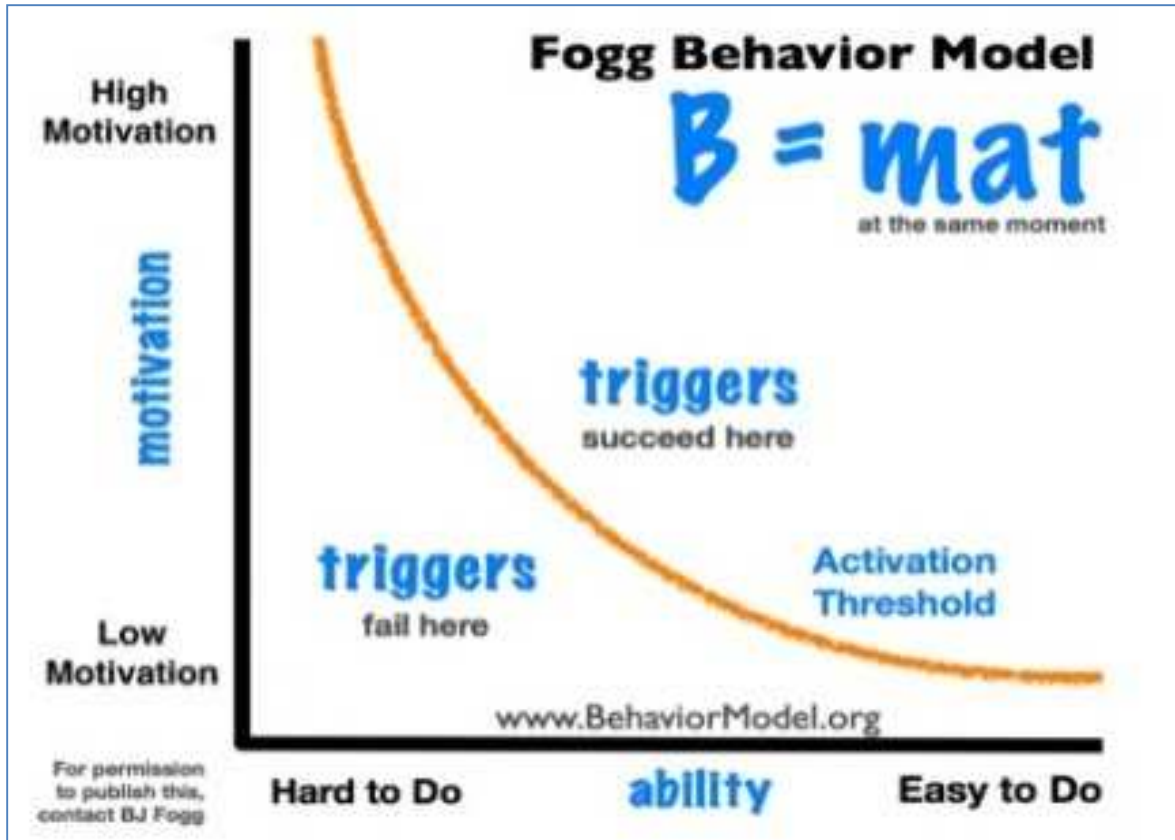 Fogg Behavior Model
B = mat
at the same moment
High
Motivation
motivation
triggers
succeed here
triggers
fail here
Activation
Threshold
Low
Motivation
www.BehaviorModel.org
For permission
to publish this,
contact BJ Fogg
Hard to Do
ability
Easy to Do